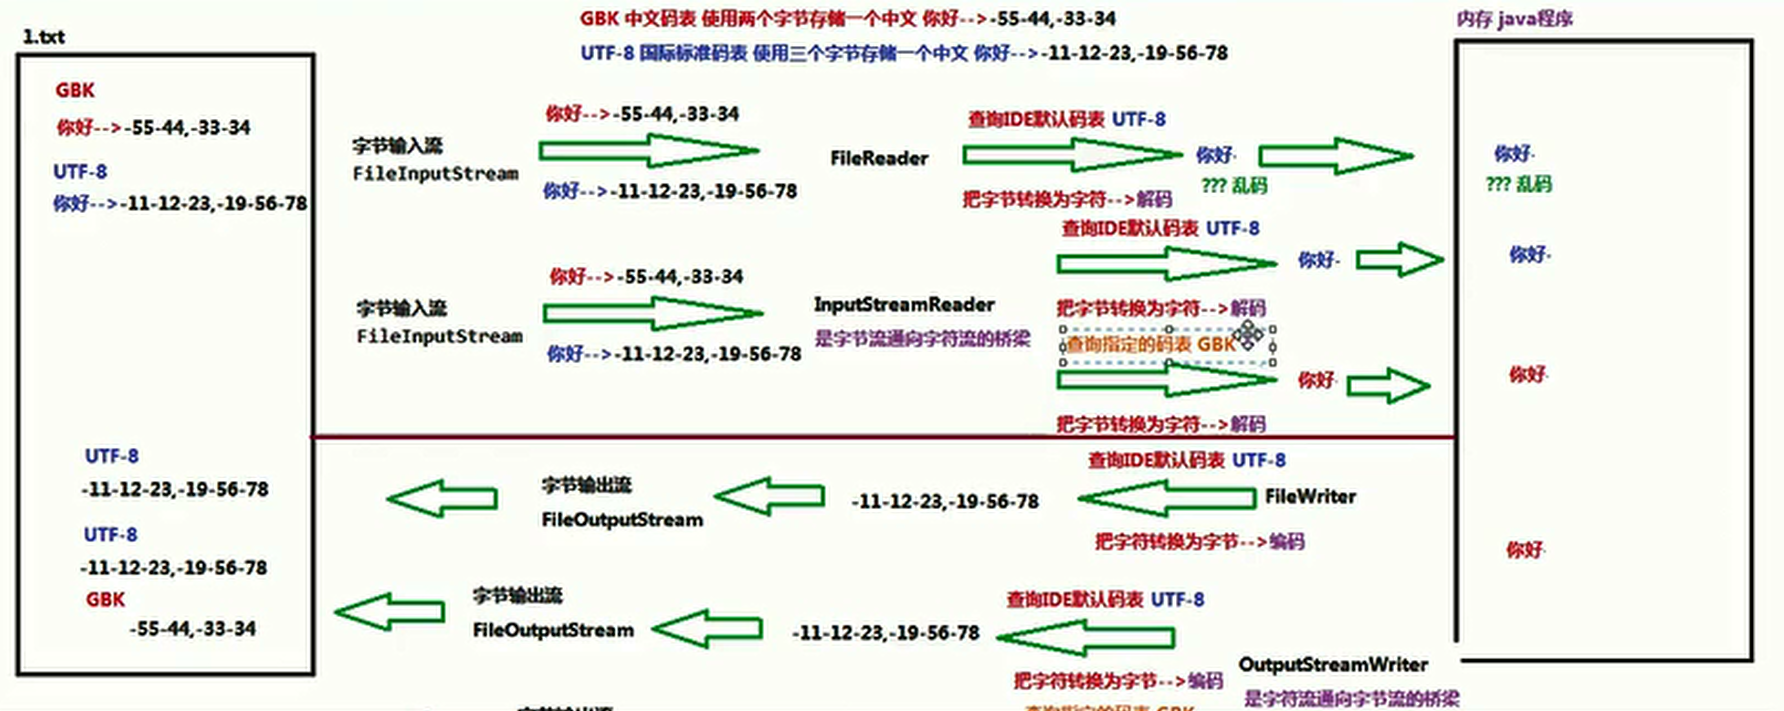 GBK 中文码表 使用两个字节存储一个中文 你好-->-55-44,-33-34
内存 java程序
1.txt
UTF-8 国际标准码表 使用三个字节存储一个中文 你好-->-11-12-23,-19-56-78
GBK
你好-->-55-44,-33-34
UTF-8
你好-->-11-12-23,-19-56-78
字节输入流
FileInputStream
你好-->-55-44,-33-34
你好-->-11-12-23,-19-56-78
FileReader
查询IDE默认码表 UTF-8
把字节转换为字符-->解码
你好
??? 乱码
你好
??? 乱码
字节输入流
FileInputStream
你好-->-55-44,-33-34
你好-->-11-12-23,-19-56-78
InputStreamReader
是字节流通向字符流的桥梁
查询IDE默认码表 UTF-8
把字节转换为字符-->解码
你好
你好
查询指定的码表 GBK
把字节转换为字符-->解码
你好
你好
UTF-8
-11-12-23,-19-56-78
字节输出流
FileOutputStream
-11-12-23,-19-56-78
查询IDE默认码表 UTF-8
把字符转换为字节-->编码
FileWriter
你好
UTF-8
-11-12-23,-19-56-78
GBK
-55-44,-33-34
字节输出流
FileOutputStream
-11-12-23,-19-56-78
查询IDE默认码表 UTF-8
把字符转换为字节-->编码
OutputStreamWriter
是字符流通向字节流的桥梁
字节输出流
查询指定的码表 GBK